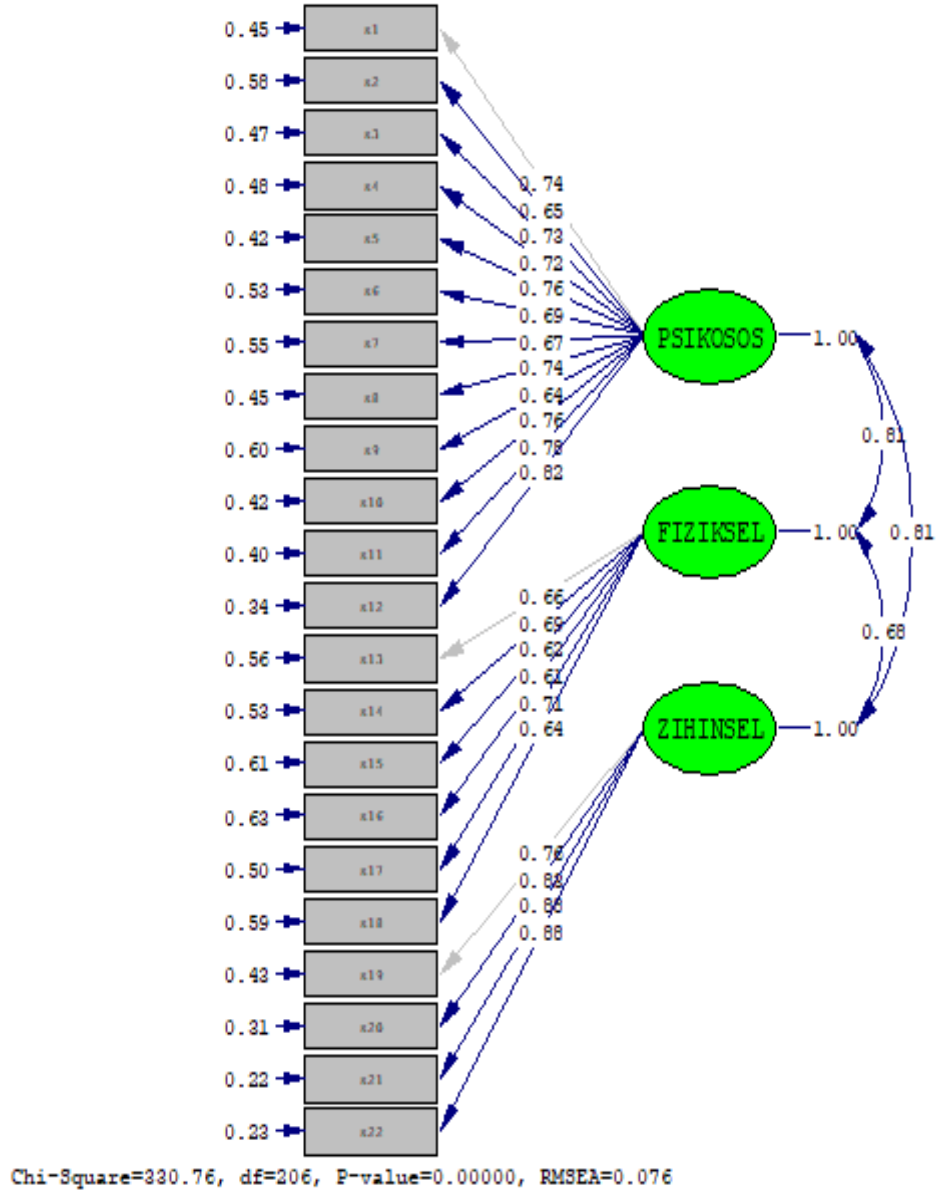 0.45 x1
0.58 x2
0.47 x3
0.48 x4
0.42 x5
0.53 x6
0.55 x7
0.45 x8
0.60 x9
0.42 x10
0.40 x11
0.34 x12
0.56 x13
0.53 x14
0.61 x15
0.63 x16
0.50 x17
0.59 x18
0.43 x19
0.31 x20
0.22 x21
0.23 x22
0.74
0.65
0.73
0.72
0.76
0.69
0.67
0.74
0.64
0.76
0.78
0.82
0.66
0.69
0.62
0.61
0.71
0.64
0.76
0.83
0.88
0.88
PSIKOSOS 1.00
0.81
FIZIKSEL 1.00 0.81
0.68
ZIHINSEL 1.00
Chi-Square=330.76, df=206, P-value=0.00000, RMSEA=0.076